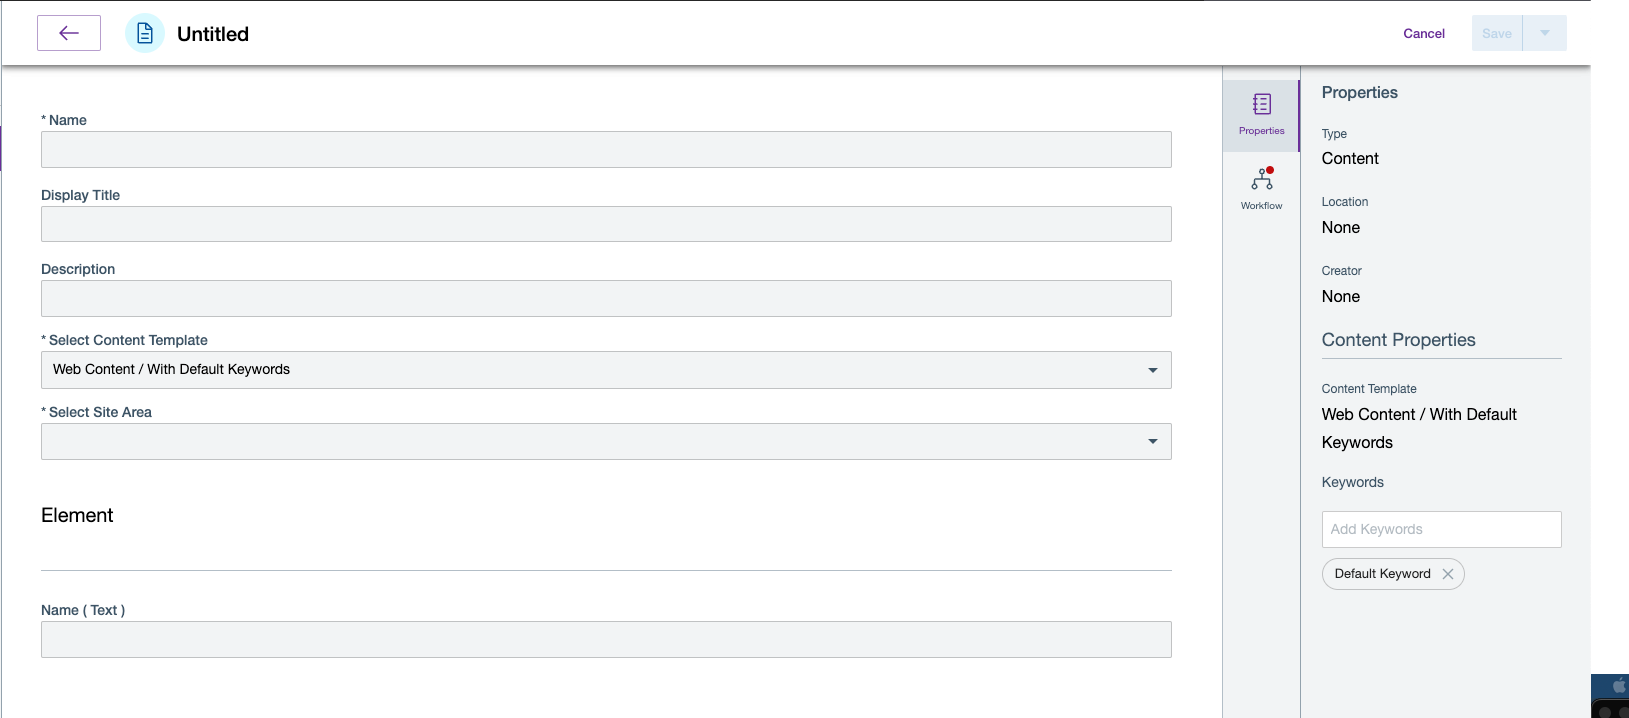 Untitled
Cancel
Save
* Name
Display Title
Description
* Select Content Template
Web Content / With Default Keywords
* Select Site Area
Element
Name ( Text )
Properties
Workflow
Properties
Type
Content
Location
None
Creator
None
Content Properties
Content Template
Web Content / With Default
Keywords
Keywords
Add Keywords
Default Keyword